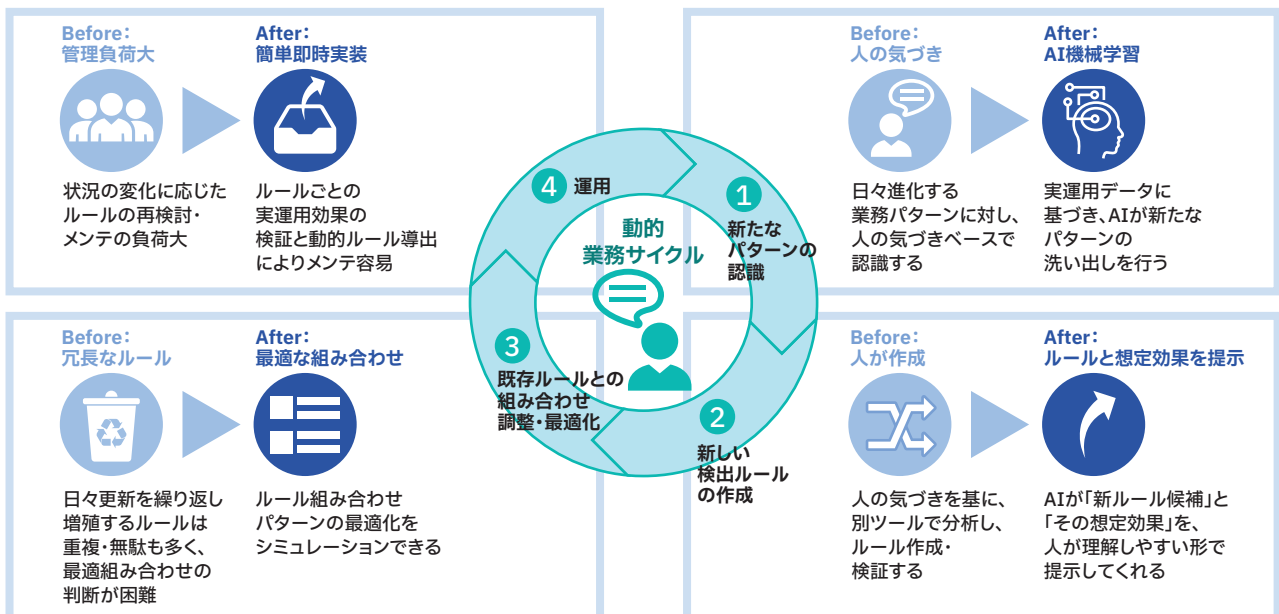 Before：
管理負荷大
After：
簡単即時実装
状況の変化に応じた
ルールの再検討・
メンテの負荷大
ルールごとの
実運用効果の
検証と動的ルール導出
によりメンテ容易
Before：
人の気づき
After：
AI機械学習
日々進化する
業務パターンに対し、
人の気づきベースで
認識する
実運用データに
基づき、AIが新たな
パターンの
洗い出しを行う
動的
業務サイクル
1
新たな
パターンの
認識
2
新しい
検出ルール
の作成
3
既存ルールとの
組み合わせ
調整・最適化
4 運用
Before：
冗長なルール
After：
最適な組み合わせ
日々更新を繰り返し
増殖するルールは
重複・無駄も多く、
最適組み合わせの
判断が困難
ルール組み合わせ
パターンの最適化を
シミュレーションできる
Before：
人が作成
After：
ルールと想定効果を提示
人の気づきを基に、
別ツールで分析し、
ルール作成・
検証する
AIが「新ルール候補」と
「その想定効果」を、
人が理解しやすい形で
提示してくれる